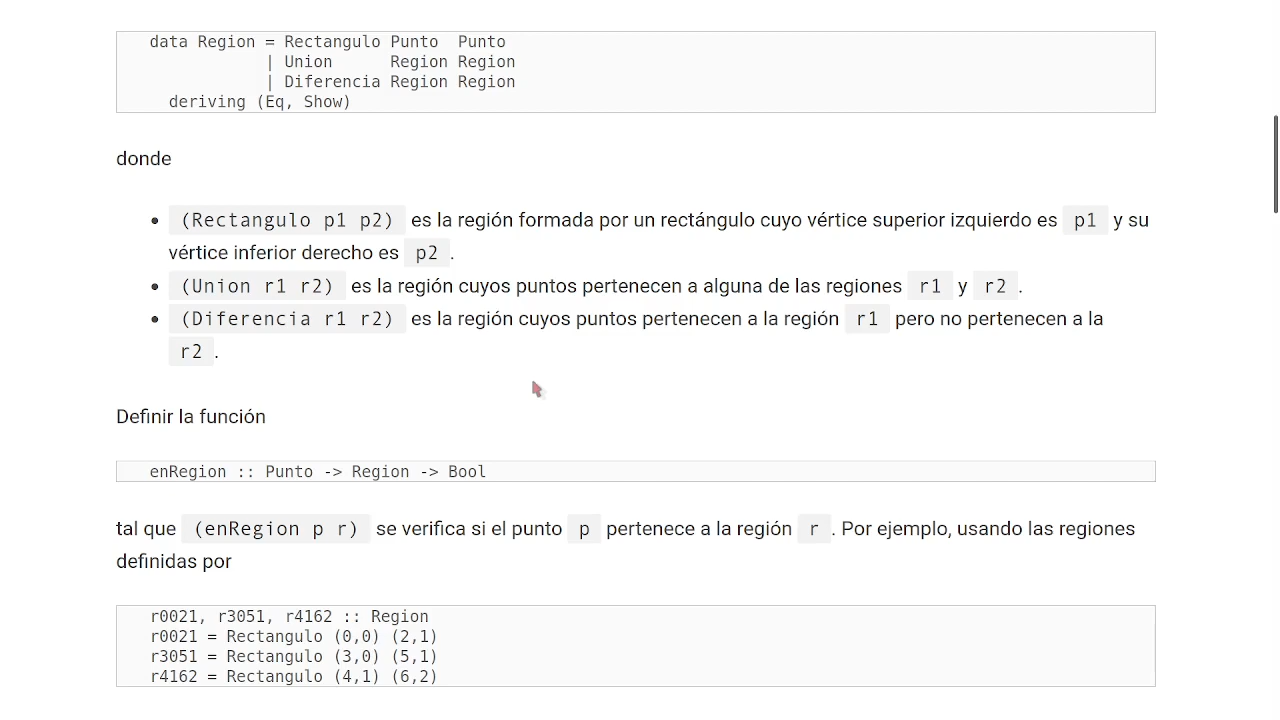 data Region = Rectangulo Punto  Punto
            | Union      Region Region
            | Diferencia Region Region
  deriving (Eq, Show)
donde
• (Rectangulo p1 p2) es la región formada por un rectángulo cuyo vértice superior izquierdo es p1 y su
vértice inferior derecho es p2 .
• (Union r1 r2) es la región cuyos puntos pertenecen a alguna de las regiones r1 y r2 .
• (Diferencia r1 r2) es la región cuyos puntos pertenecen a la región r1 pero no pertenecen a la
r2 .
Definir la función
enRegion :: Punto -> Region -> Bool
tal que (enRegion p r) se verifica si el punto p pertenece a la región r . Por ejemplo, usando las regiones
definidas por
r0021, r3051, r4162 :: Region
r0021 = Rectangulo (0,0) (2,1)
r3051 = Rectangulo (3,0) (5,1)
r4162 = Rectangulo (4,1) (6,2)